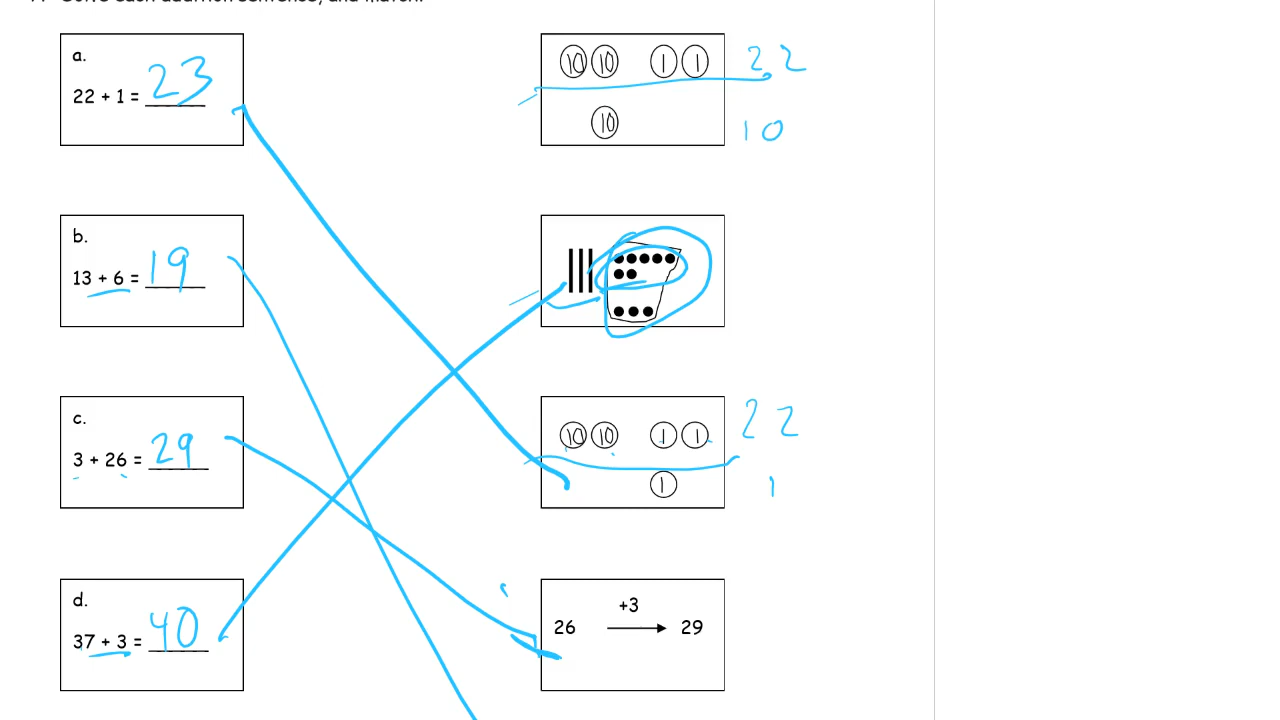 a.
22 + 1 = 23
b.
13 + 6 = 19
c.
3 + 26 = 29
d.
37 + 3 = 40
10 10 1 1 22
10 10
10 10 1 1 22
1 1
+3
26 29